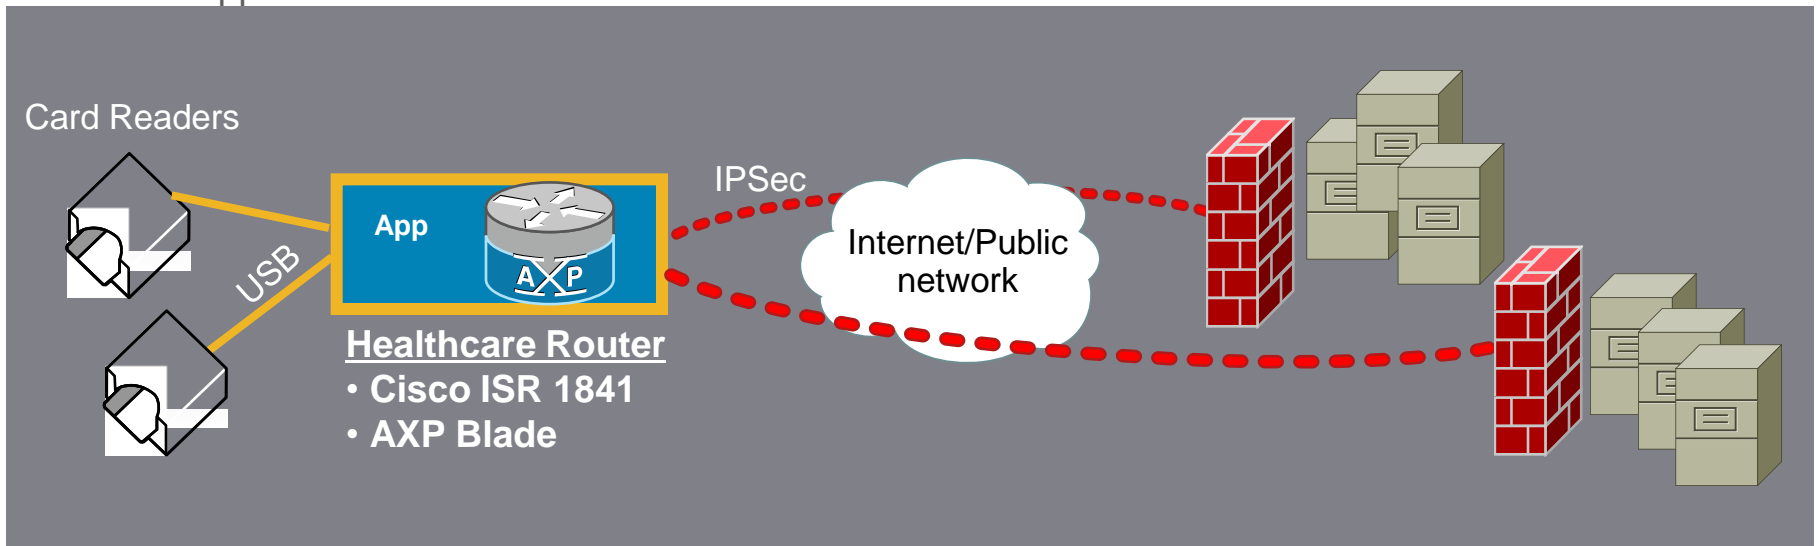 Card Readers
USB
App
AXP
IPSec
Internet/Public
network
Healthcare Router
• Cisco ISR 1841
• AXP Blade